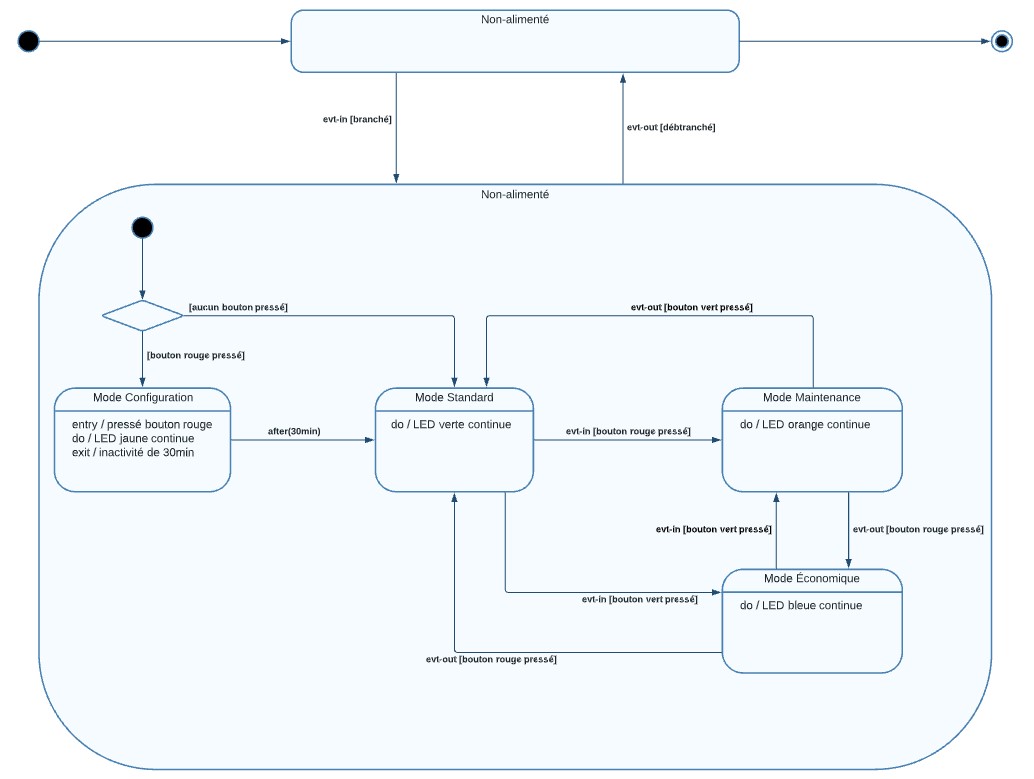 Non-alimenté
evt-in [branché]
evt-out [débtranché]
Non-alimenté
[aucun bouton pressé]
evt-out [bouton vert pressé]
[bouton rouge pressé]
Mode Configuration
entry / pressé bouton rouge
do / LED jaune continue
exit / inactivité de 30min
after(30min)
Mode Standard
do / LED verte continue
evt-in [bouton rouge pressé]
Mode Maintenance
do / LED orange continue
evt-in [bouton vert pressé]
evt-out [bouton rouge pressé]
Mode Économique
do / LED bleue continue
evt-in [bouton vert pressé]
evt-out [bouton rouge pressé]